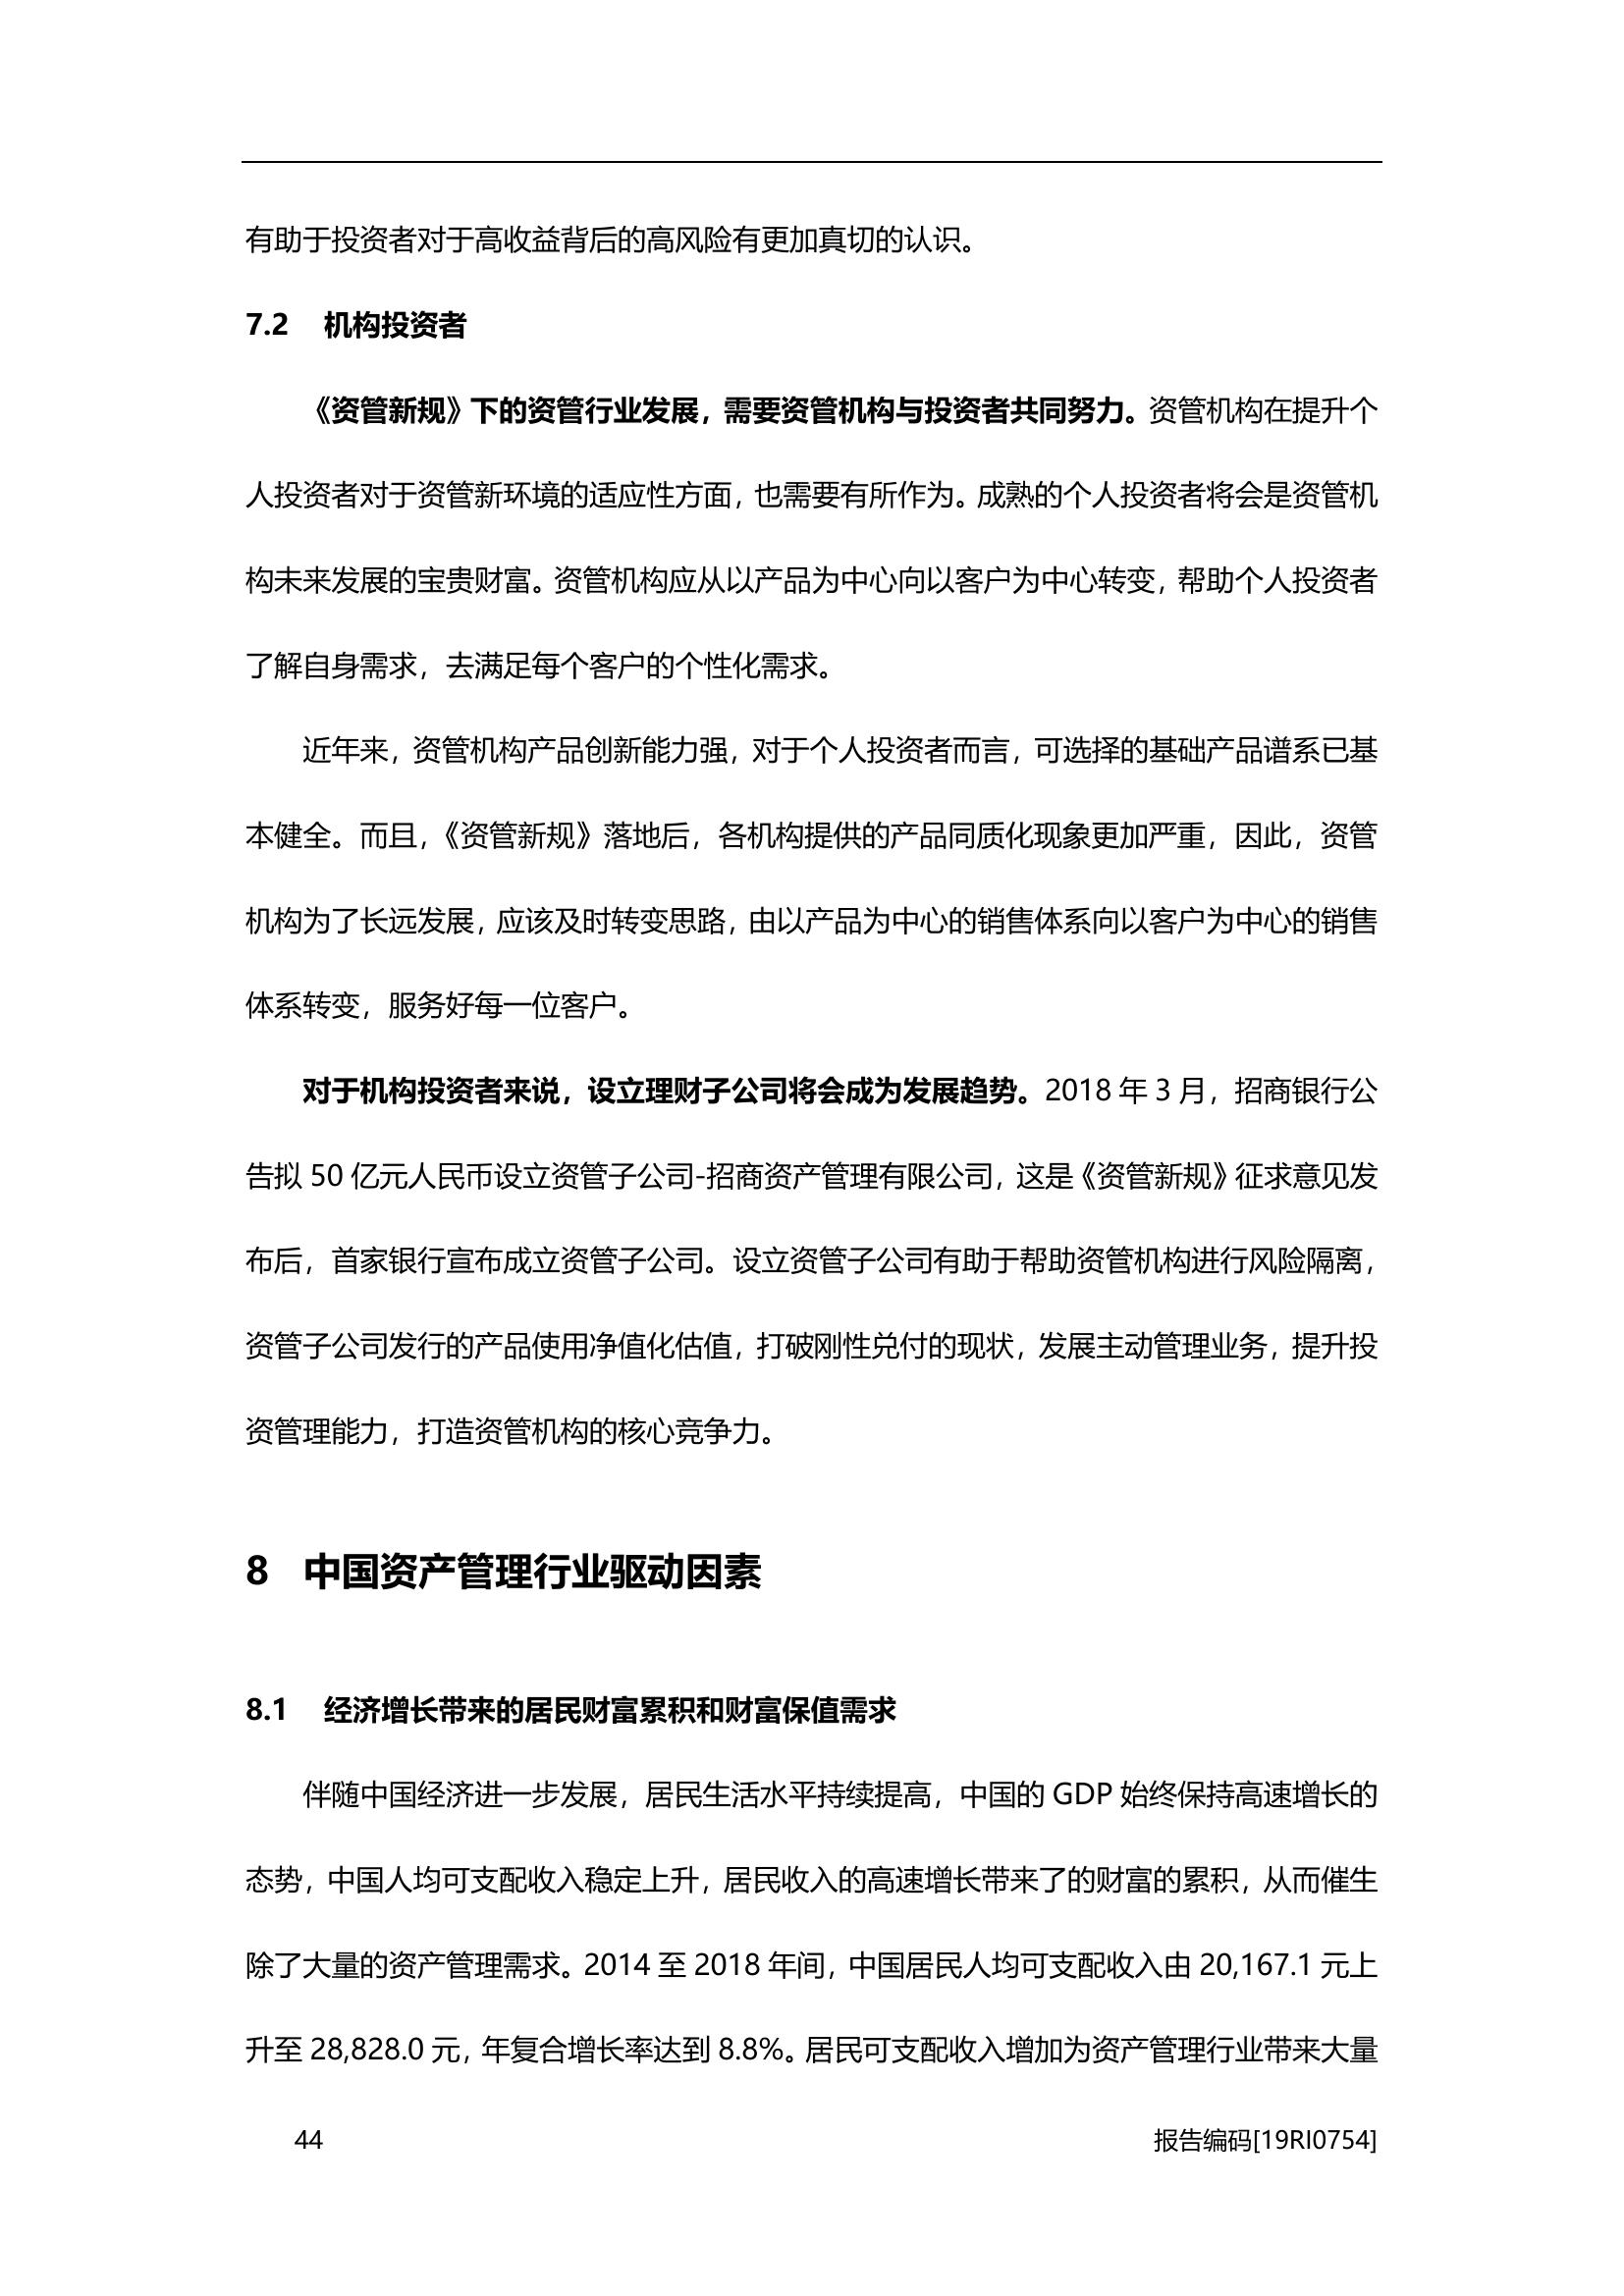 有助于投资者对于高收益背后的高风险有更加真切的认识。
7.2 机构投资者
《资管新规》下的资管行业发展，需要资管机构与投资者共同努力。资管机构在提升个
人投资者对于资管新环境的适应性方面，也需要有所作为。成熟的个人投资者将会是资管机
构未来发展的宝贵财富。资管机构应从以产品为中心向以客户为中心转变，帮助个人投资者
了解自身需求，去满足每个客户的个性化需求。
近年来，资管机构产品创新能力强，对于个人投资者而言，可选择的基础产品谱系已基
本健全。而且，《资管新规》落地后，各机构提供的产品同质化现象更加严重，因此，资管
机构为了长远发展，应该及时转变思路，由以产品为中心的销售体系向以客户为中心的销售
体系转变，服务好每一位客户。
对于机构投资者来说，设立理财子公司将会成为发展趋势。2018 年 3 月，招商银行公
告拟 50 亿元人民币设立资管子公司-招商资产管理有限公司，这是《资管新规》征求意见发
布后，首家银行宣布成立资管子公司。设立资管子公司有助于帮助资管机构进行风险隔离，
资管子公司发行的产品使用净值化估值，打破刚性兑付的现状，发展主动管理业务，提升投
资管理能力，打造资管机构的核心竞争力。
8 中国资产管理行业驱动因素
8.1 经济增长带来的居民财富累积和财富保值需求
伴随中国经济进一步发展，居民生活水平持续提高，中国的 GDP 始终保持高速增长的
态势，中国人均可支配收入稳定上升，居民收入的高速增长带来了的财富的累积，从而催生
除了大量的资产管理需求。2014 至 2018 年间，中国居民人均可支配收入由 20,167.1 元上
升至 28,828.0 元，年复合增长率达到 8.8%。居民可支配收入增加为资产管理行业带来大量
44 报告编码[19RI0754]